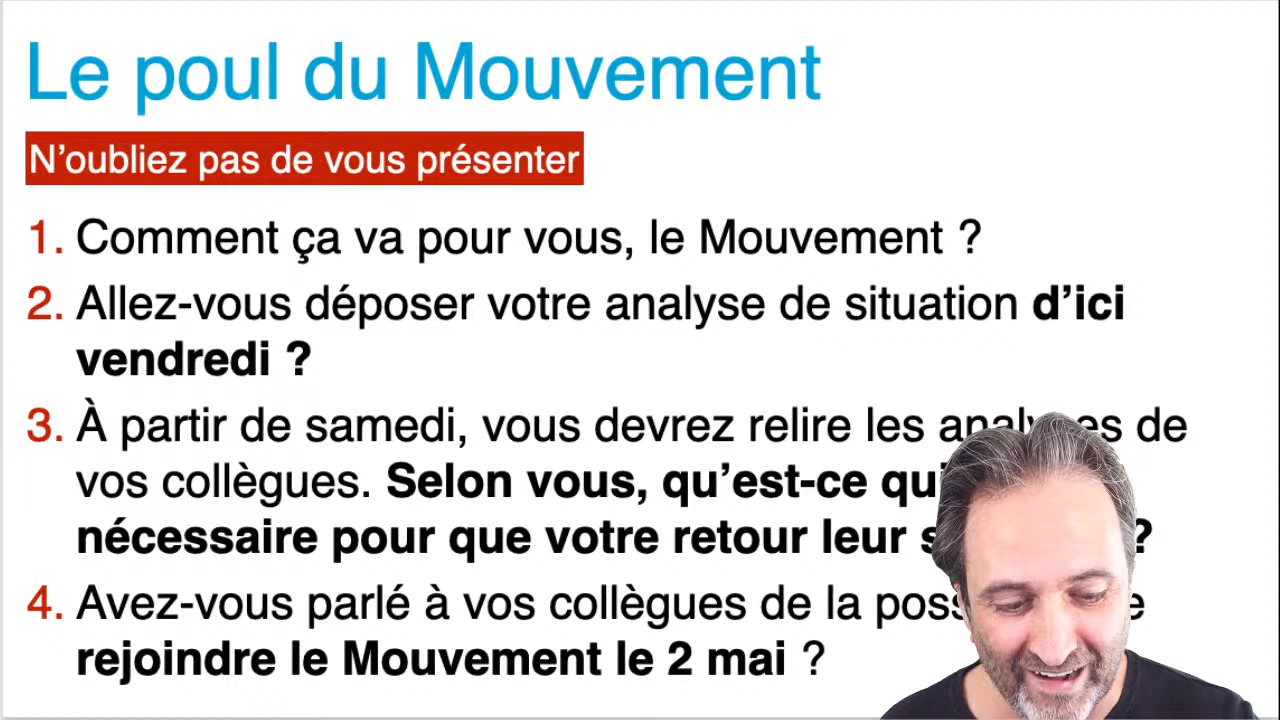 Le poul du Mouvement
N'oubliez pas de vous présenter
1. Comment ça va pour vous, le Mouvement ?
2. Allez-vous déposer votre analyse de situation d'ici
vendredi ?
3. À partir de samedi, vous devrez relire les analyses de
vos collègues. Selon vous, qu'est-ce qui
nécessaire pour que votre retour leur ?
4. Avez-vous parlé à vos collègues de la
rejoindre le Mouvement le 2 mai ?